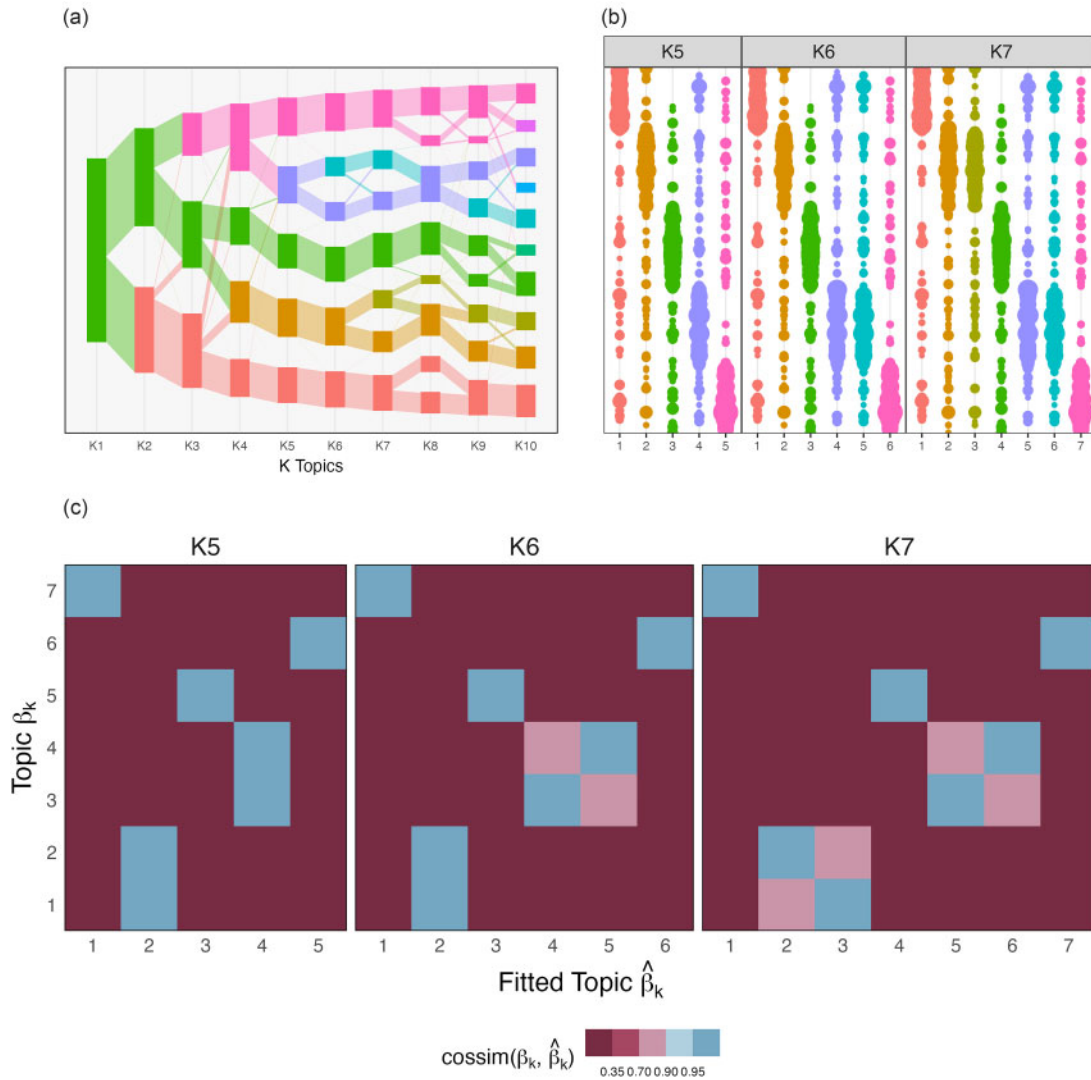 (a)
K1 K2 K3 K4 K5 K6 K7 K8 K9 K10
K Topics
(b)
K5 K6 K7
1 2 3 4 5 1 2 3 4 5 6 1 2 3 4 5 6 7
(c)
K5 K6 K7
7
6
5
4
3
2
1
Topic βk
1 2 3 4 5 1 2 3 4 5 6 1 2 3 4 5 6 7
Fitted Topic β̂k
cossim(βk, β̂k)
0.35 0.70 0.90 0.95